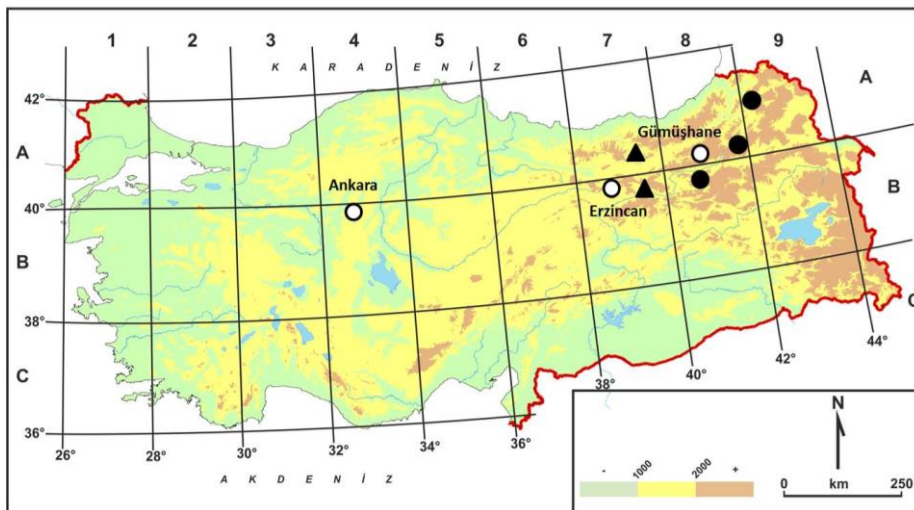 1 2 3 4 5 6 7 8 9
K A R A D E N İ Z
A
42°
A
Gümüşhane
Ankara
B
40°
Erzincan
B
38°
C
C
44°
42°
40°
38°
36°
36°
34°
32°
30°
28°
26°
A K D E N İ Z
N
- 1000 2000 +
0 km 250